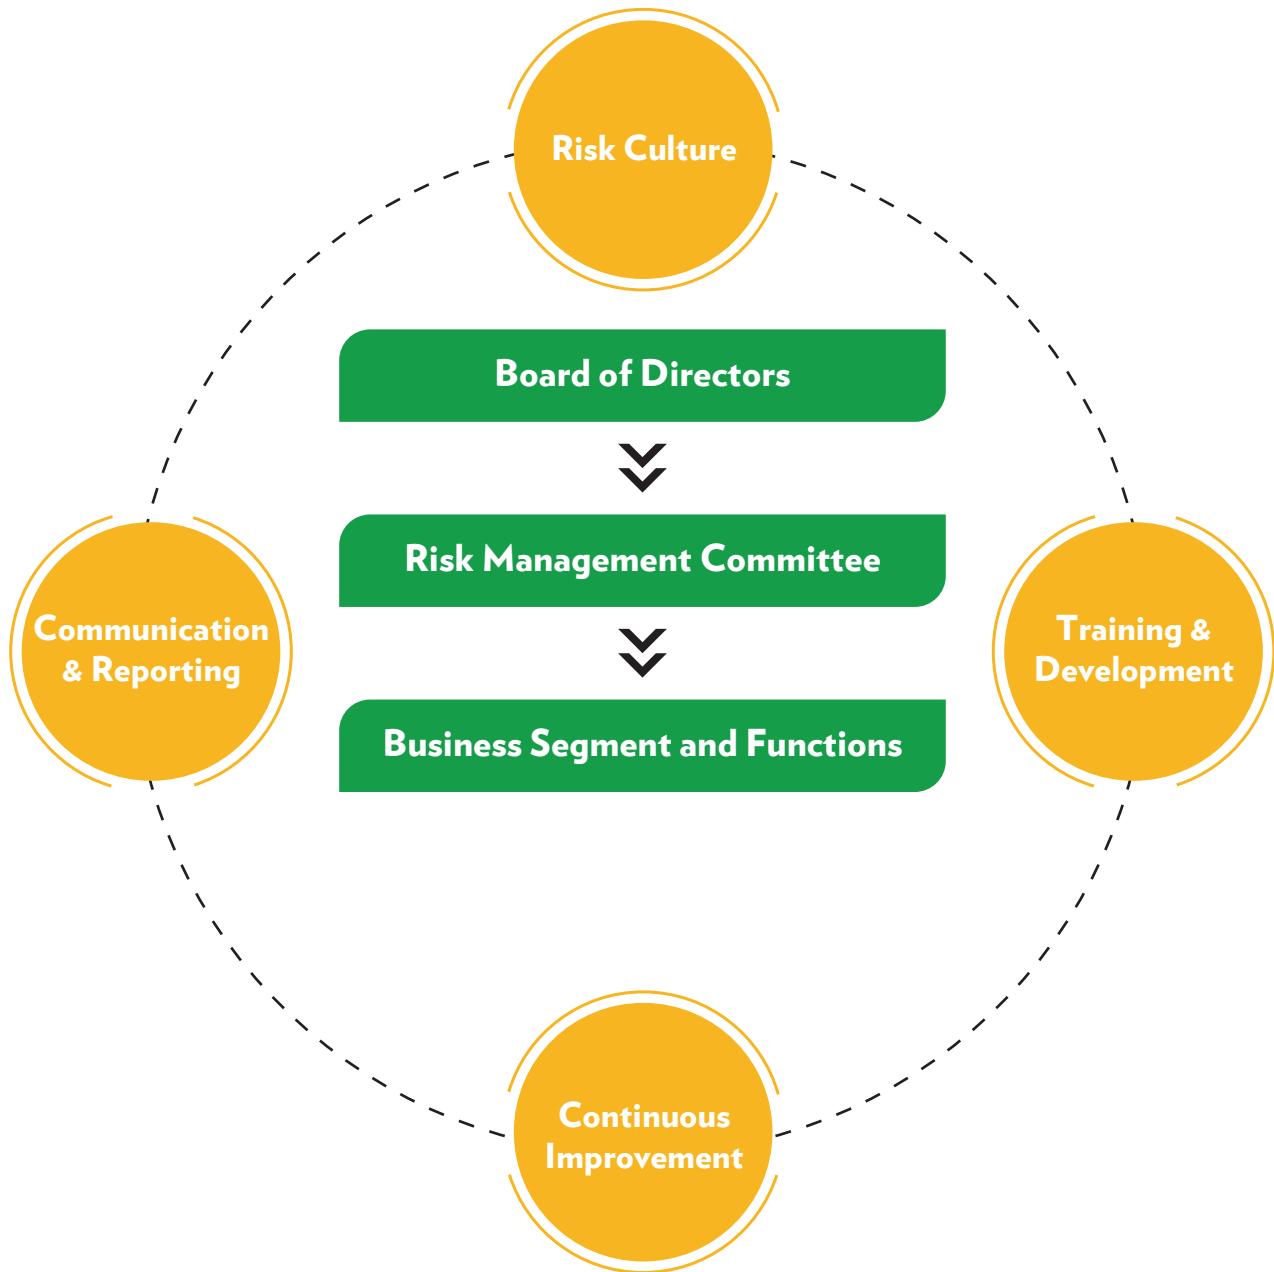 Risk Culture
Board of Directors
Risk Management Committee
Communication
& Reporting
Training &
Development
Business Segment and Functions
Continuous
Improvement